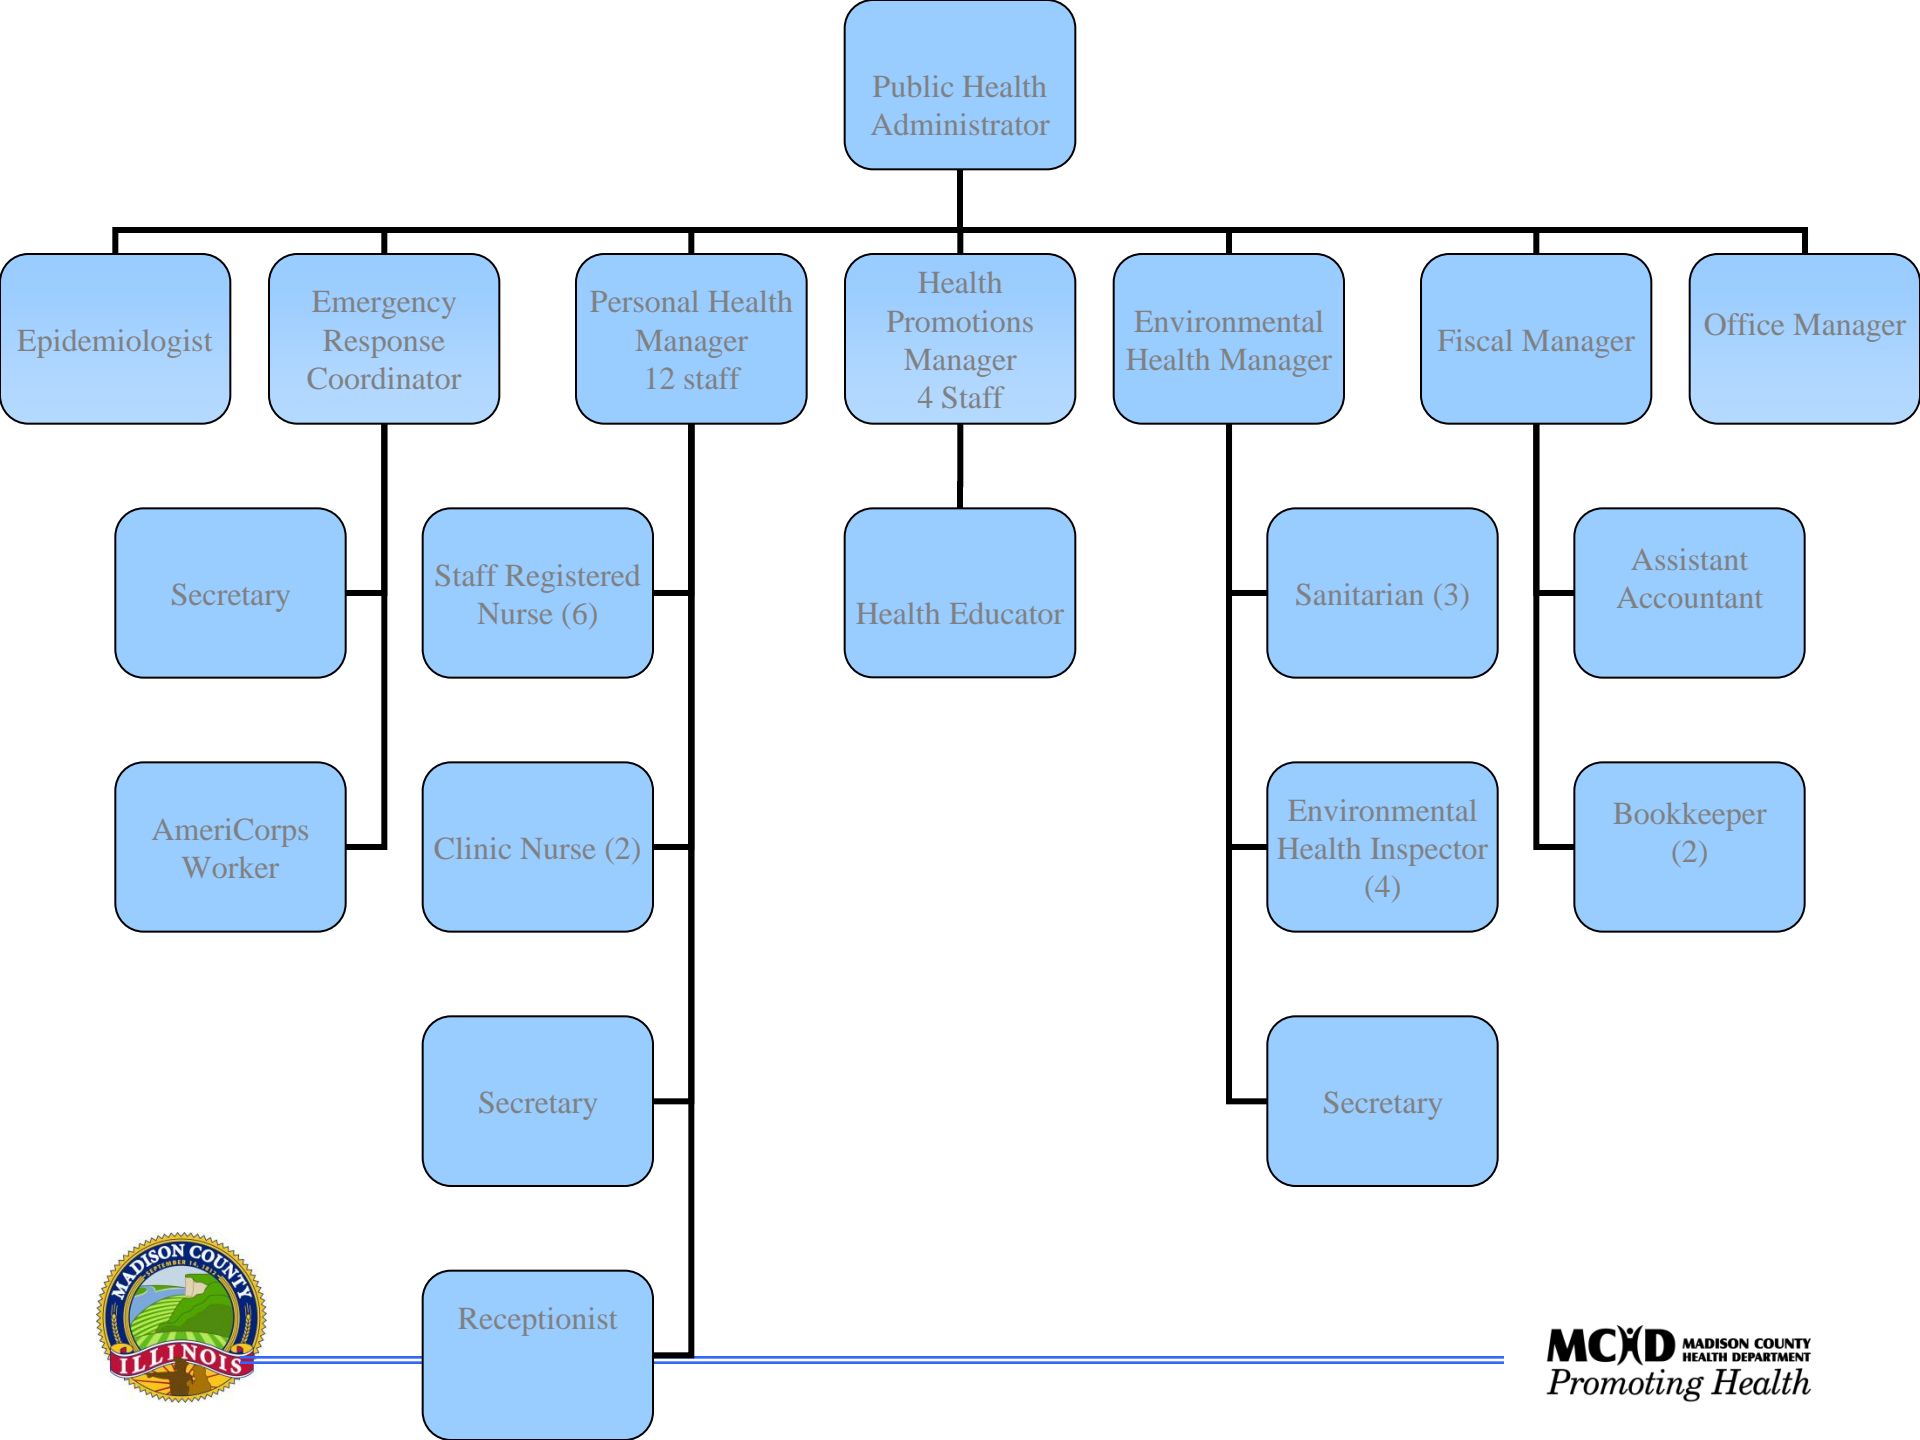 Public Health
Administrator
Epidemiologist
Emergency
Response
Coordinator
Personal Health
Manager
12 staff
Health
Promotions
Manager
4 Staff
Environmental
Health Manager
Fiscal Manager
Office Manager
Secretary
Staff Registered
Nurse (6)
Health Educator
Sanitarian (3)
Assistant
Accountant
AmeriCorps
Worker
Clinic Nurse (2)
Environmental
Health Inspector
(4)
Bookkeeper
(2)
Secretary
Secretary
Receptionist
MADISON COUNTY
SEPTEMBER 14, 1812
ILLINOIS
MCHD
MADISON COUNTY
HEALTH DEPARTMENT
Promoting Health